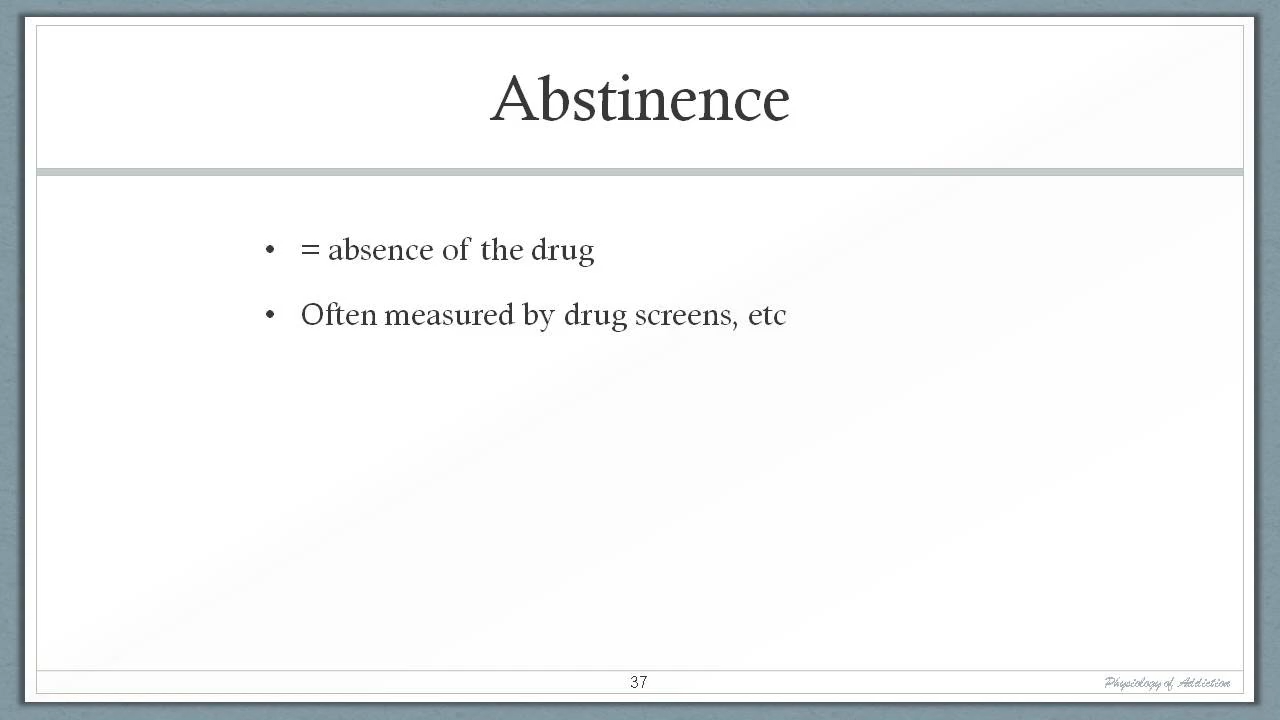 Abstinence
• = absence of the drug
• Often measured by drug screens, etc
37
Physiology of Addiction